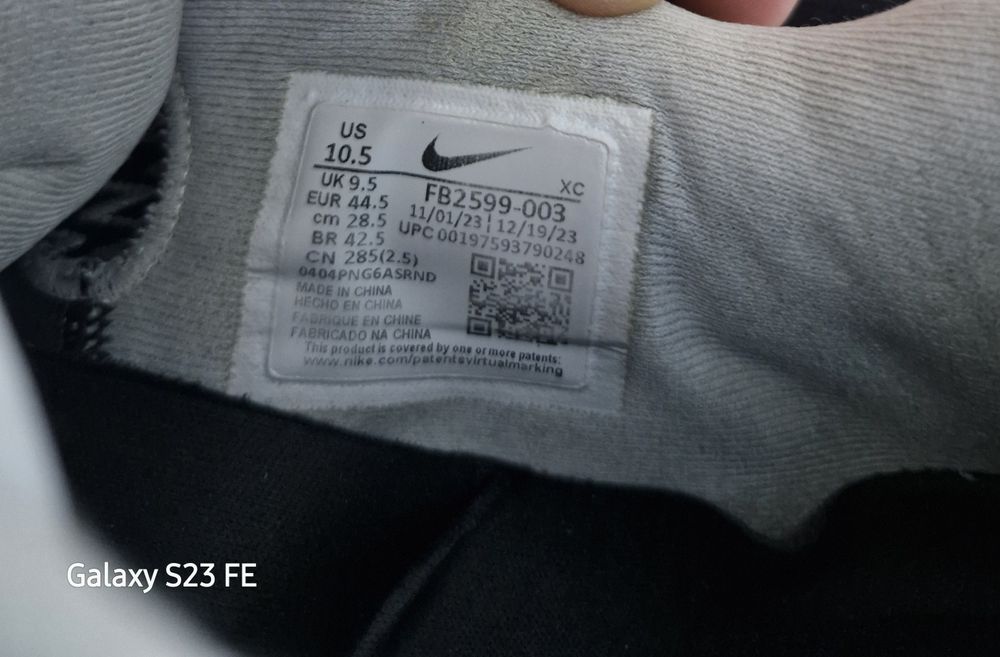 US
10.5
XC
UK 9.5
FB2599-003
EUR 44.5
11/01/23 | 12/19/23
cm 28.5
UPC 00197593790248
BR 42.5
CN 285(2.5)
0404PNG6ASRND
MADE IN CHINA
HECHO EN CHINA
FABRIQUE EN CHINE
FABRICADO NA CHINA
This product is covered by one or more patents:
www.nike.com/patentsvirtualmarking
Galaxy S23 FE